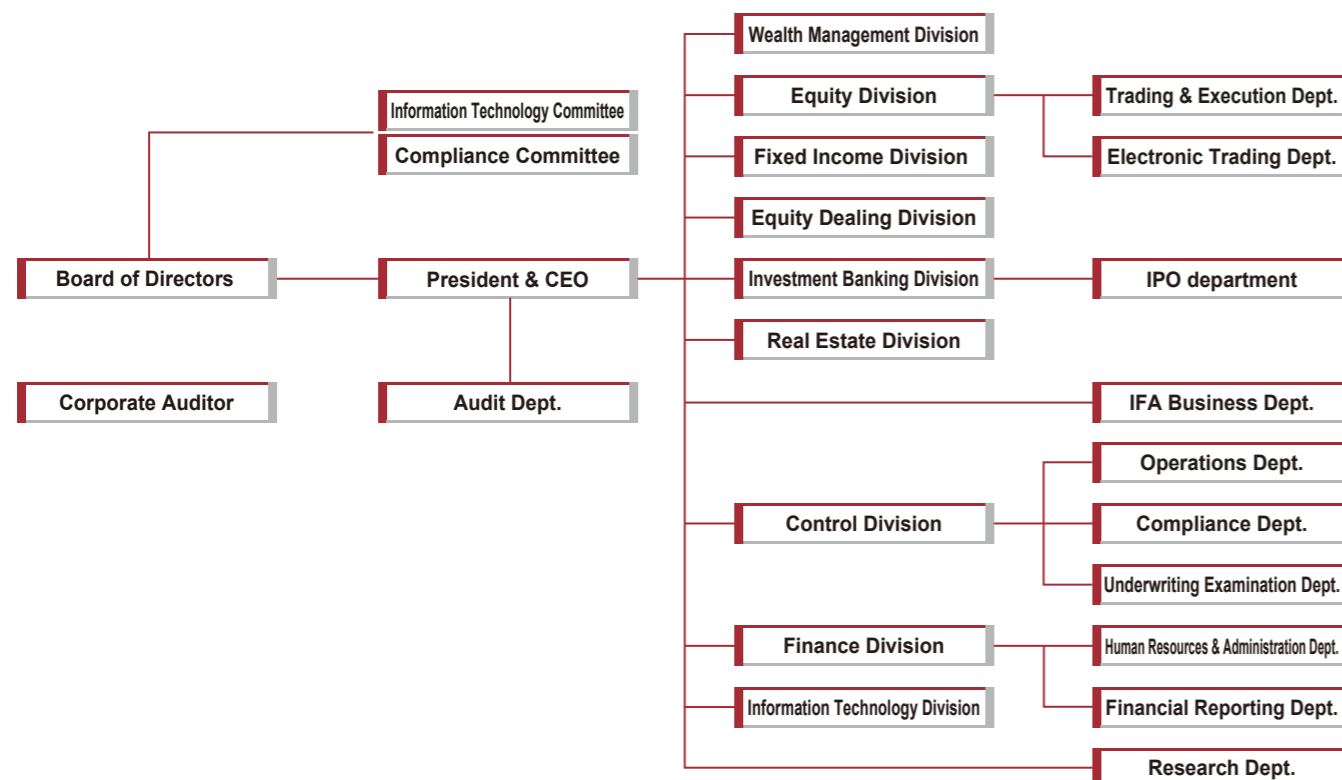 Wealth Management Division
Equity Division
Trading & Execution Dept.
Information Technology Committee
Compliance Committee
Fixed Income Division
Electronic Trading Dept.
Equity Dealing Division
Board of Directors
President & CEO
Investment Banking Division
IPO department
Real Estate Division
Corporate Auditor
Audit Dept.
IFA Business Dept.
Operations Dept.
Control Division
Compliance Dept.
Underwriting Examination Dept.
Finance Division
Human Resources & Administration Dept.
Information Technology Division
Financial Reporting Dept.
Research Dept.